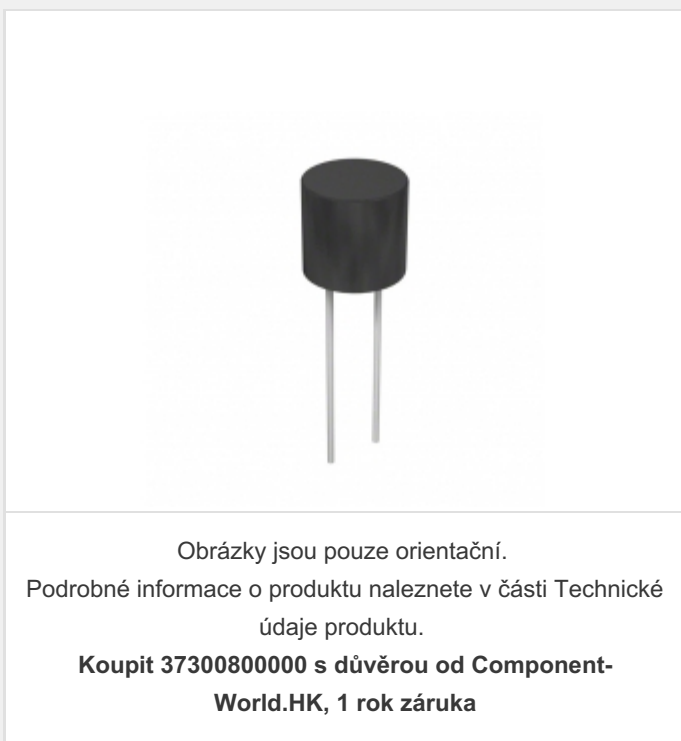 Obrázky jsou pouze orientační.
Podrobné informace o produktu naleznete v části Technické
údaje produktu.
Koupit 37300800000 s důvěrou od Component-
World.HK, 1 rok záruka